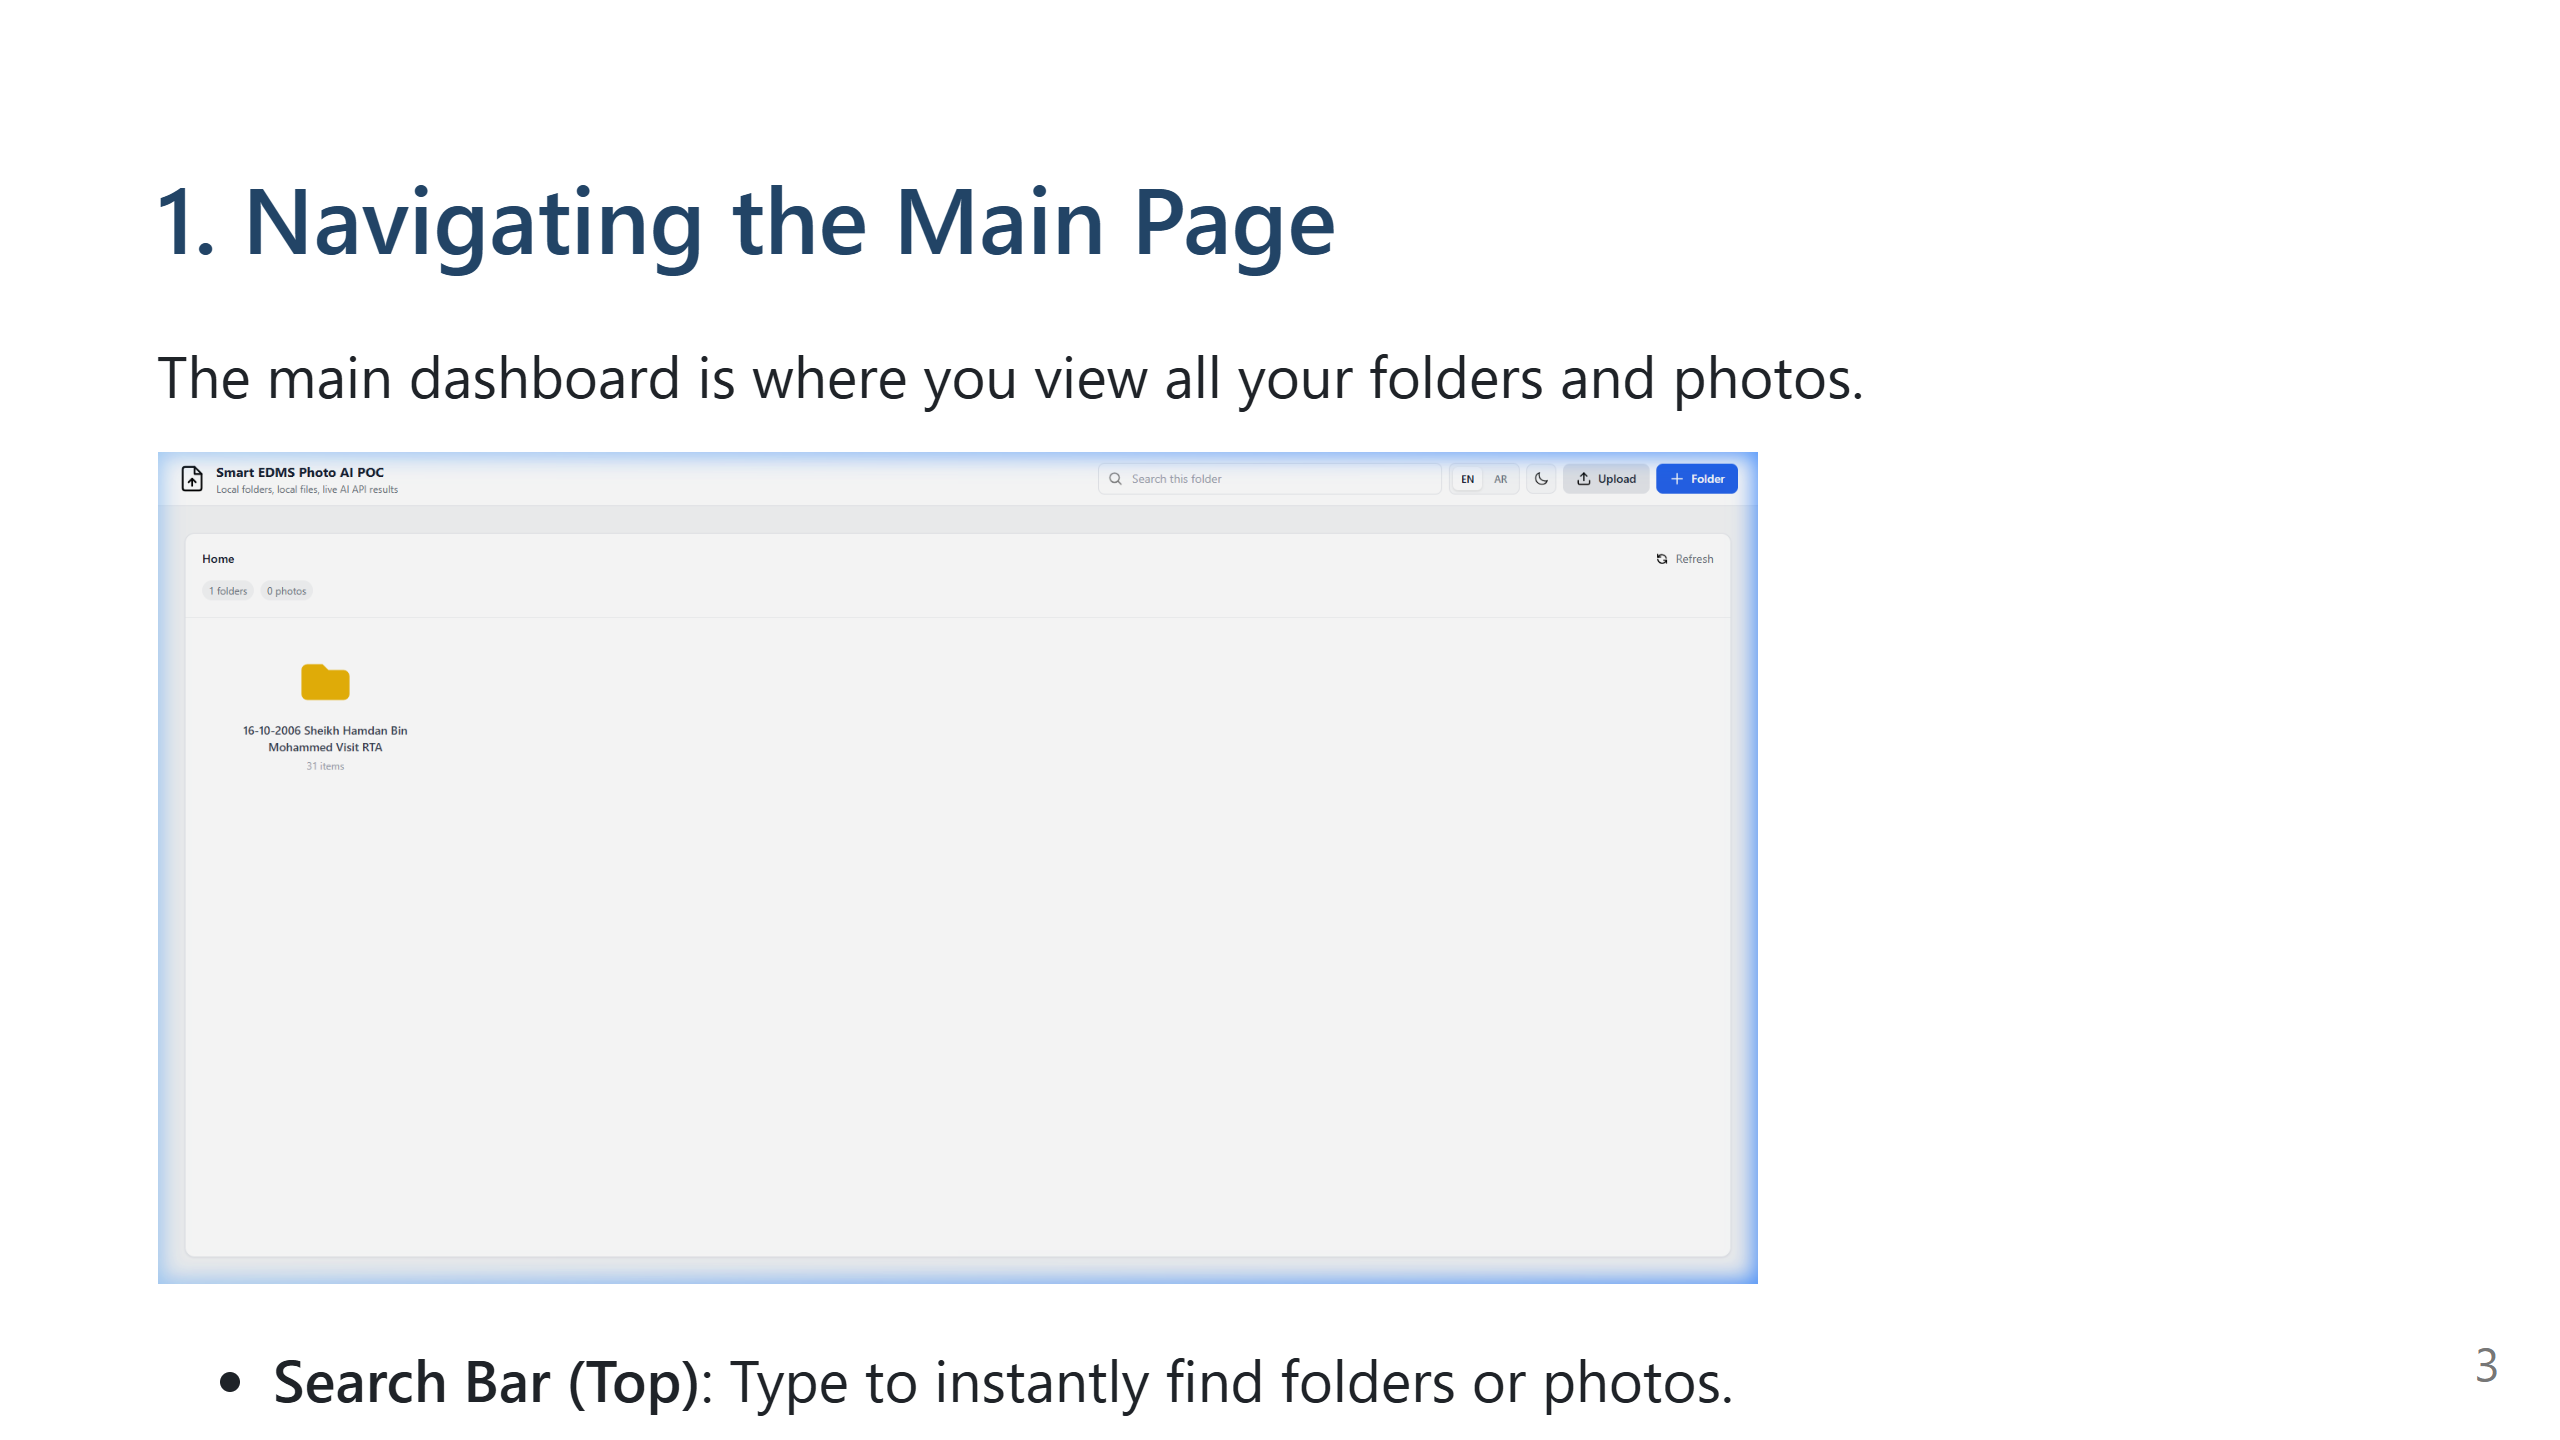 1. Navigating the Main Page
The main dashboard is where you view all your folders and photos.
Smart EDMS Photo AI POC
Local folders, local files, live AI API results
Search this folder
EN AR
Upload
Folder
Home
Refresh
1 folders 0 photos
16-10-2006 Sheikh Hamdan Bin
Mohammed Visit RTA
31 items
• Search Bar (Top): Type to instantly find folders or photos.
3